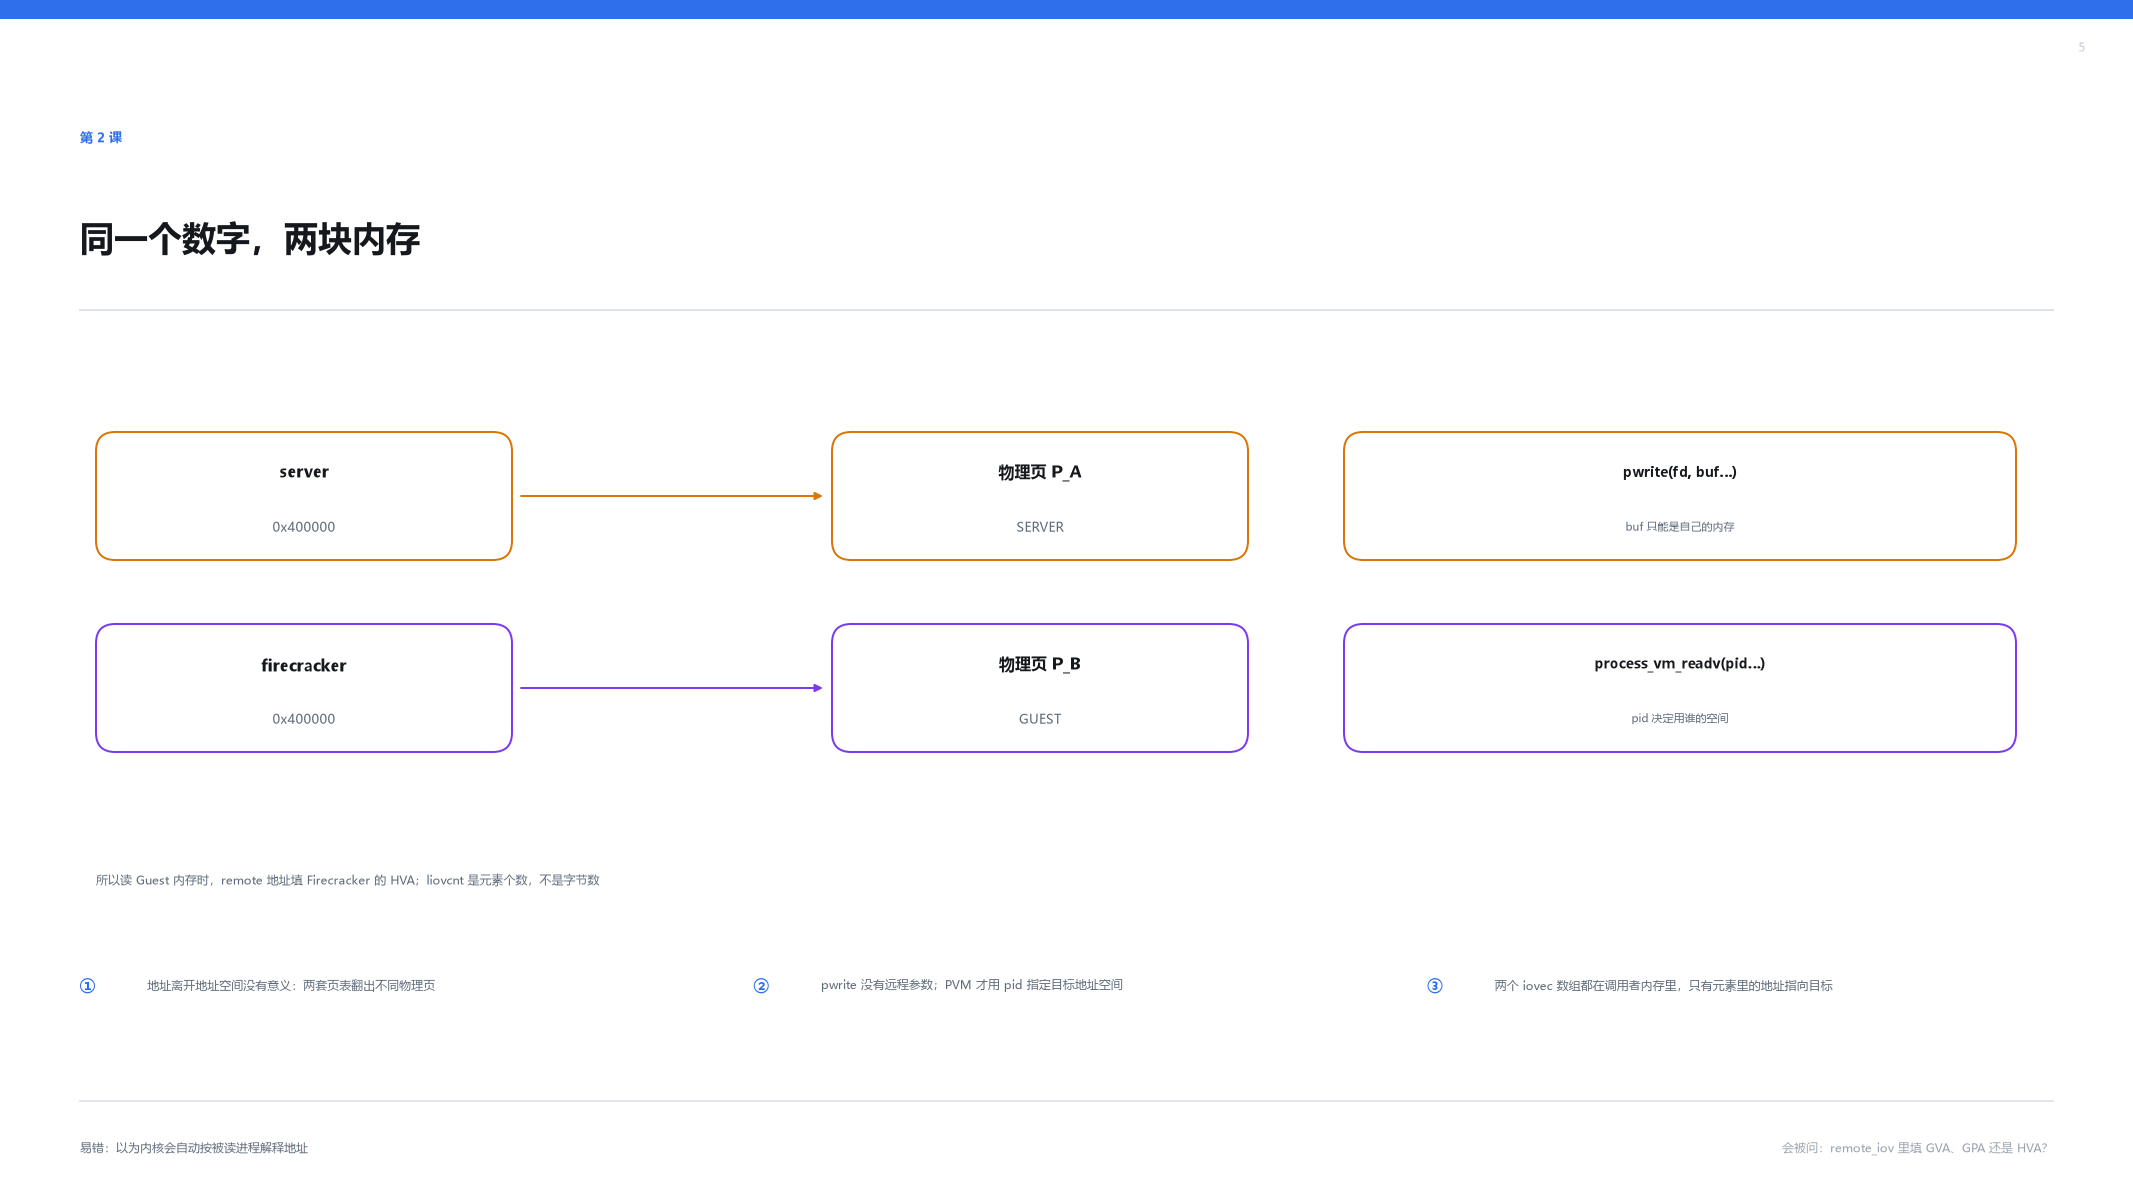 5
第 2 课
同一个数字，两块内存
server
0x400000
物理页 P_A
SERVER
pwrite(fd, buf...)
buf 只能是自己的内存
firecracker
0x400000
物理页 P_B
GUEST
process_vm_readv(pid...)
pid 决定用谁的空间
所以读 Guest 内存时，remote 地址填 Firecracker 的 HVA；liovcnt 是元素个数，不是字节数
① 地址离开地址空间没有意义：两套页表翻出不同物理页
② pwrite 没有远程参数；PVM 才用 pid 指定目标地址空间
③ 两个 iovec 数组都在调用者内存里，只有元素里的地址指向目标
易错：以为内核会自动按被读进程解释地址
会被问：remote_iov 里填 GVA、GPA 还是 HVA?